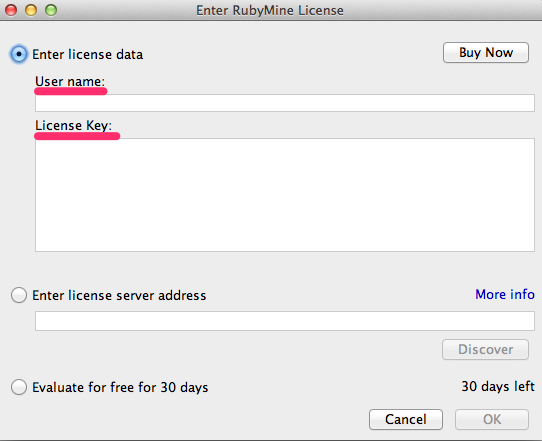 Enter RubyMine License
Enter license data
Buy Now
User name:
License Key:
Enter license server address
More info
Discover
Evaluate for free for 30 days
30 days left
Cancel
OK